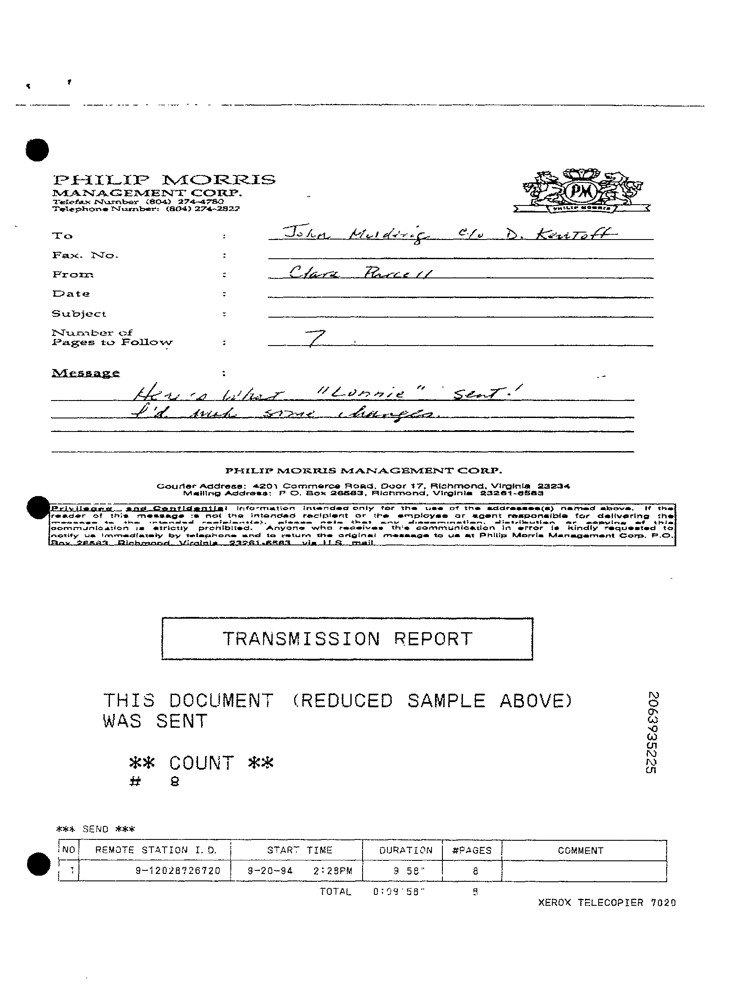 PHILIP MORRIS
MANAGEMENT CORP.
Telefax Number (804) 274-4780
Telephone Number: (804) 274-2827
PHILIP MORRIS
To : John c/o D.
Fax. No. :
From : Clara Purcell
Date :
Subject :
Number of
Pages to Follow : 7
Message :
Here's What "Lonnie" sent!
I'd some changes.
PHILIP MORRIS MANAGEMENT CORP.
Courier Address: 4201 Commerce Road, Door 17, Richmond, Virginia 23234
Mailing Address: P O. Box 26583, Richmond, Virginia 23261-6583
Privileged and Confidential information intended only for the use of the addressee(s) named above. If the
reader of this message is not the intended recipient or the employee or agent responsible for delivering the
message to the intended recipient(s), please note that any dissemination, distribution or copying of this
communication is strictly prohibited. Anyone who receives this communication in error is kindly requested to
notify us immediately by telephone and to return the original message to us at Philip Morris Management Corp. P.O.
Box 26583 Richmond Virginia 23261-6583 via U.S. mail.
TRANSMISSION REPORT
THIS DOCUMENT (REDUCED SAMPLE ABOVE)
WAS SENT
** COUNT **
# 8
2063935225
*** SEND ***
NO REMOTE STATION I.D. START TIME DURATION #PAGES COMMENT
1 9-12028726720 9-20-94 2:28PM 9'58" 8
TOTAL 0:09'58" 8
XEROX TELECOPIER 7020